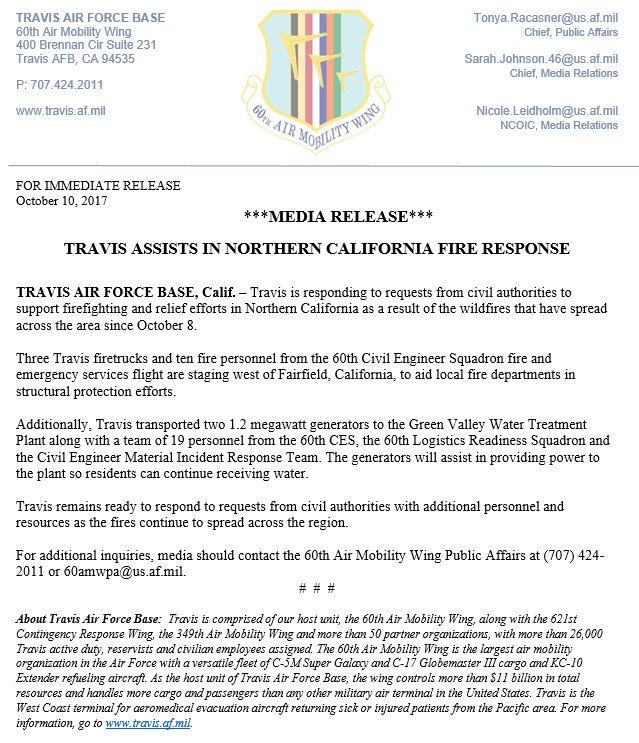 TRAVIS AIR FORCE BASE
60th Air Mobility Wing
400 Brennan Cir Suite 231
Travis AFB, CA 94535
P: 707.424.2011
www.travis.af.mil
60TH AIR MOBILITY WING
Tonya.Racasner@us.af.mil
Chief, Public Affairs
Sarah.Johnson.46@us.af.mil
Chief, Media Relations
Nicole.Leidholm@us.af.mil
NCOIC, Media Relations
FOR IMMEDIATE RELEASE
October 10, 2017
***MEDIA RELEASE***
TRAVIS ASSISTS IN NORTHERN CALIFORNIA FIRE RESPONSE
TRAVIS AIR FORCE BASE, Calif. – Travis is responding to requests from civil authorities to
support firefighting and relief efforts in Northern California as a result of the wildfires that have spread
across the area since October 8.
Three Travis firetrucks and ten fire personnel from the 60th Civil Engineer Squadron fire and
emergency services flight are staging west of Fairfield, California, to aid local fire departments in
structural protection efforts.
Additionally, Travis transported two 1.2 megawatt generators to the Green Valley Water Treatment
Plant along with a team of 19 personnel from the 60th CES, the 60th Logistics Readiness Squadron and
the Civil Engineer Material Incident Response Team. The generators will assist in providing power to
the plant so residents can continue receiving water.
Travis remains ready to respond to requests from civil authorities with additional personnel and
resources as the fires continue to spread across the region.
For additional inquiries, media should contact the 60th Air Mobility Wing Public Affairs at (707) 424-
2011 or 60amwpa@us.af.mil.
# # #
About Travis Air Force Base: Travis is comprised of our host unit, the 60th Air Mobility Wing, along with the 621st
Contingency Response Wing, the 349th Air Mobility Wing and more than 50 partner organizations, with more than 26,000
Travis active duty, reservists and civilian employees assigned. The 60th Air Mobility Wing is the largest air mobility
organization in the Air Force with a versatile fleet of C-5M Super Galaxy and C-17 Globemaster III cargo and KC-10
Extender refueling aircraft. As the host unit of Travis Air Force Base, the wing controls more than $11 billion in total
resources and handles more cargo and passengers than any other military air terminal in the United States. Travis is the
West Coast terminal for aeromedical evacuation aircraft returning sick or injured patients from the Pacific area. For more
information, go to www.travis.af.mil.